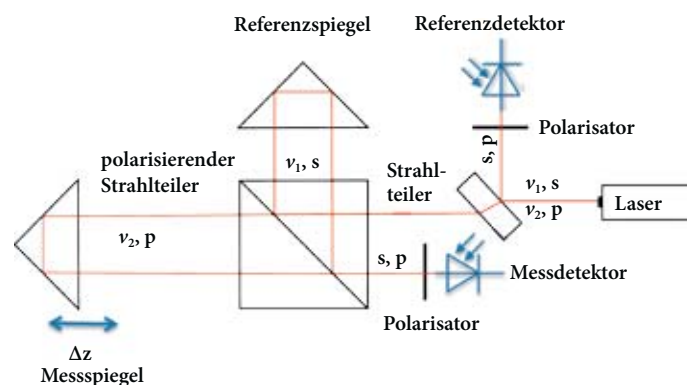 Referenzspiegel
Referenzdetektor
Polarisator
s, p
polarisierender
Strahlteiler
ν₁, s
Strahl-
teiler
ν₁, s
ν₂, p
Laser
ν₂, p
s, p
Messdetektor
Polarisator
Δz
Messspiegel